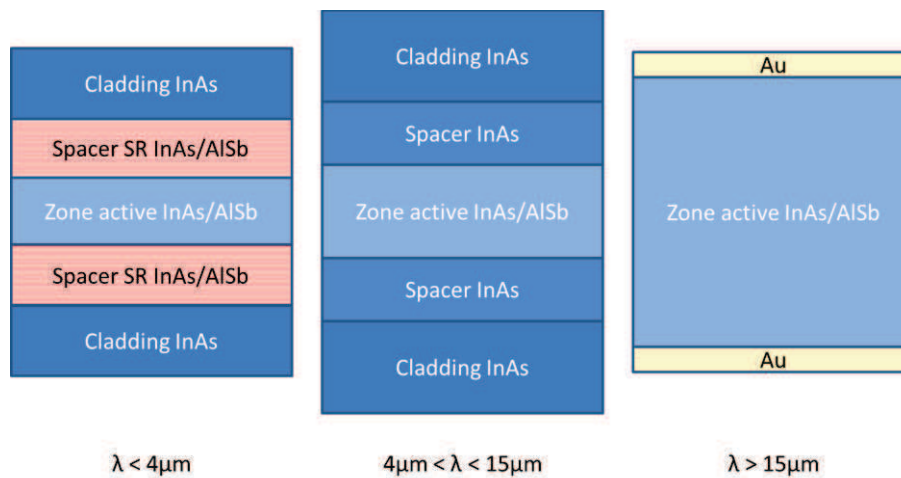 Cladding InAs
Spacer SR InAs/AlSb
Zone active InAs/AlSb
Spacer SR InAs/AlSb
Cladding InAs
λ < 4μm
Cladding InAs
Spacer InAs
Zone active InAs/AlSb
Spacer InAs
Cladding InAs
4μm < λ < 15μm
Au
Zone active InAs/AlSb
Au
λ > 15μm